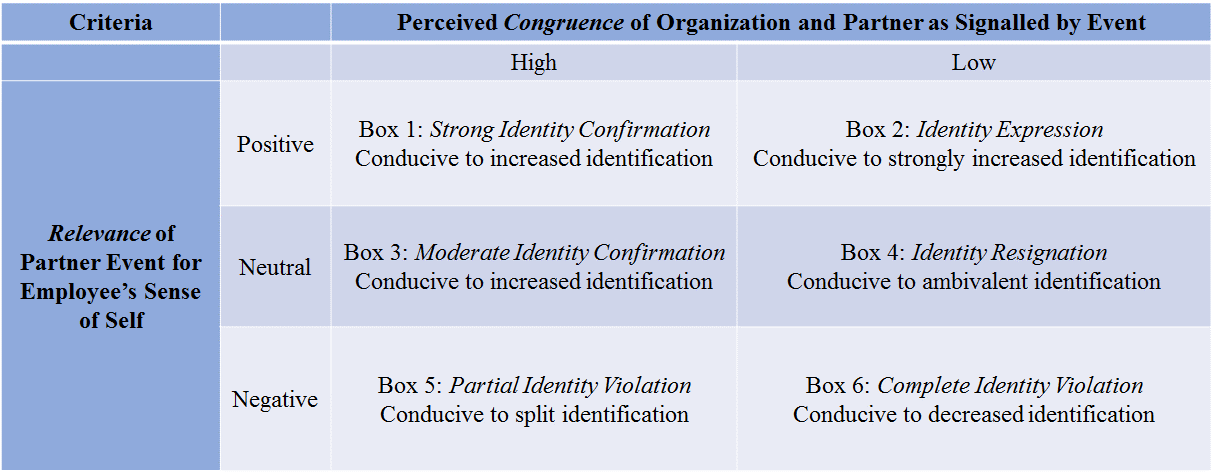 Criteria
Perceived Congruence of Organization and Partner as Signalled by Event
High
Low
Relevance of
Partner Event for
Employee's Sense
of Self
Positive
Box 1: Strong Identity Confirmation
Conducive to increased identification
Box 2: Identity Expression
Conducive to strongly increased identification
Neutral
Box 3: Moderate Identity Confirmation
Conducive to increased identification
Box 4: Identity Resignation
Conducive to ambivalent identification
Negative
Box 5: Partial Identity Violation
Conducive to split identification
Box 6: Complete Identity Violation
Conducive to decreased identification